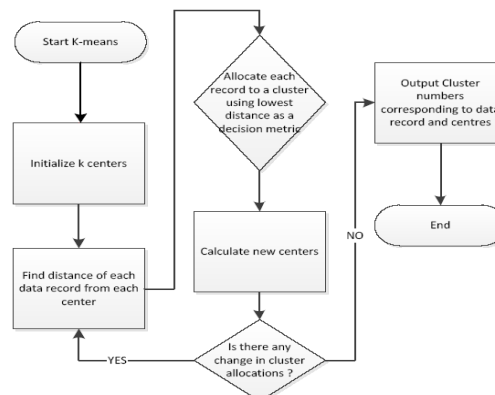 Start K-means
Initialize k centers
Find distance of each
data record from each
center
Allocate each
record to a cluster
using lowest
distance as a
decision metric
Calculate new centers
Is there any
change in cluster
allocations ?
YES
NO
Output Cluster
numbers
corresponding to data
record and centres
End